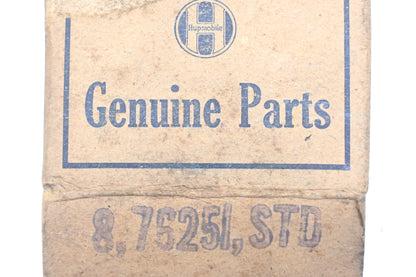 Hupmobile
Genuine Parts
8,75251,STD